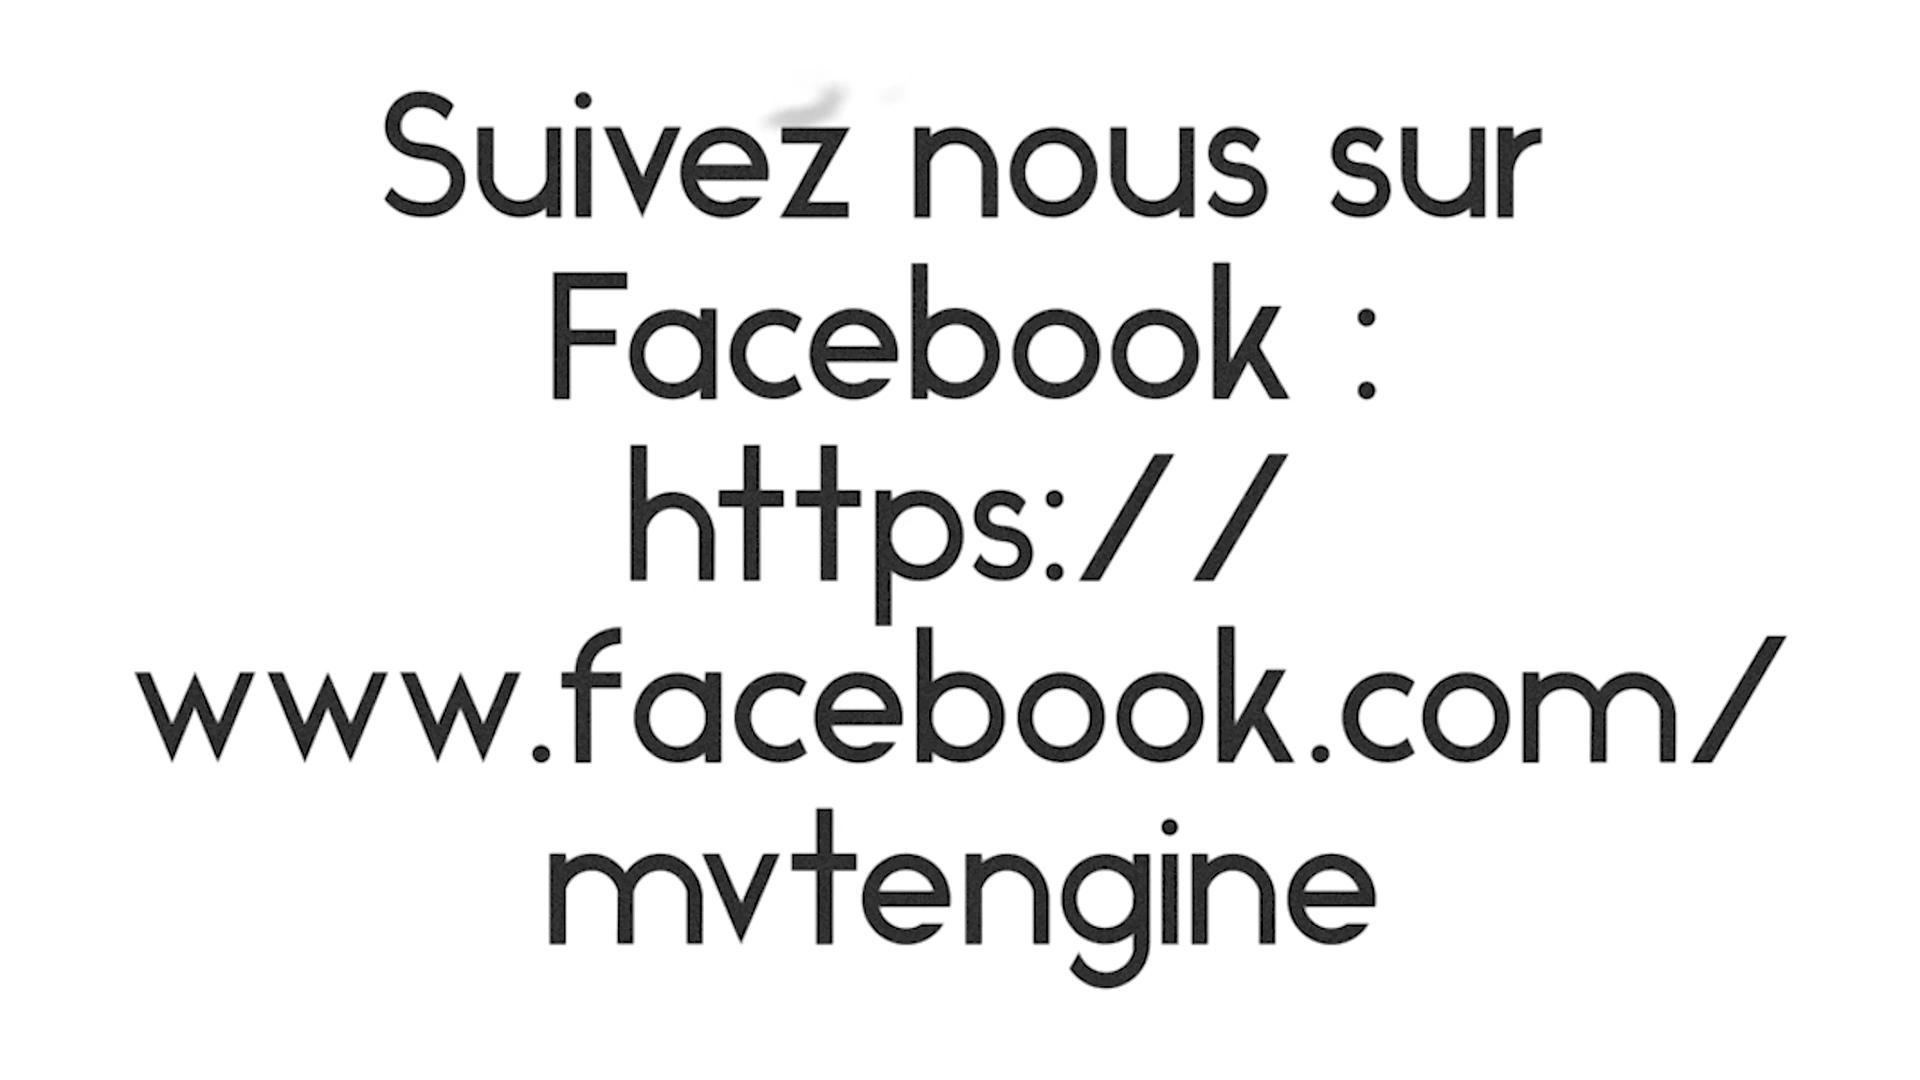 Suivez nous sur
Facebook :
https://
www.facebook.com/
mvtengine